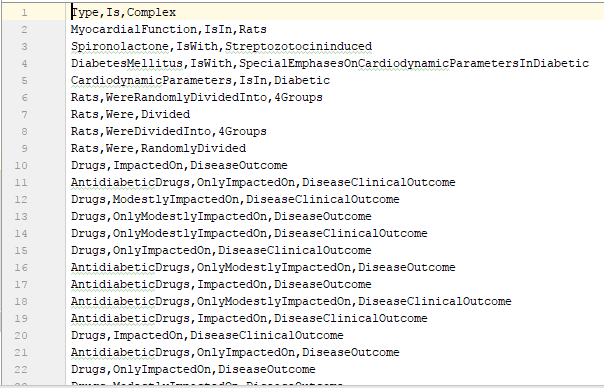 1 Type,Is,Complex
2 MyocardialFunction,IsIn,Rats
3 Spironolactone,IsWith,Streptozotocininduced
4 DiabetesMellitus,IsWith,SpecialEmphasesOnCardiodynamicParametersInDiabetic
5 CardiodynamicParameters,IsIn,Diabetic
6 Rats,WereRandomlyDividedInto,4Groups
7 Rats,Were,Divided
8 Rats,WereDividedInto,4Groups
9 Rats,Were,RandomlyDivided
10 Drugs,ImpactedOn,DiseaseOutcome
11 AntidiabeticDrugs,OnlyImpactedOn,DiseaseClinicalOutcome
12 Drugs,ModestlyImpactedOn,DiseaseClinicalOutcome
13 Drugs,OnlyModestlyImpactedOn,DiseaseOutcome
14 Drugs,OnlyModestlyImpactedOn,DiseaseClinicalOutcome
15 Drugs,OnlyImpactedOn,DiseaseClinicalOutcome
16 AntidiabeticDrugs,OnlyModestlyImpactedOn,DiseaseOutcome
17 AntidiabeticDrugs,ImpactedOn,DiseaseOutcome
18 AntidiabeticDrugs,OnlyModestlyImpactedOn,DiseaseClinicalOutcome
19 AntidiabeticDrugs,ImpactedOn,DiseaseClinicalOutcome
20 Drugs,ImpactedOn,DiseaseClinicalOutcome
21 AntidiabeticDrugs,OnlyImpactedOn,DiseaseOutcome
22 Drugs,OnlyImpactedOn,DiseaseOutcome